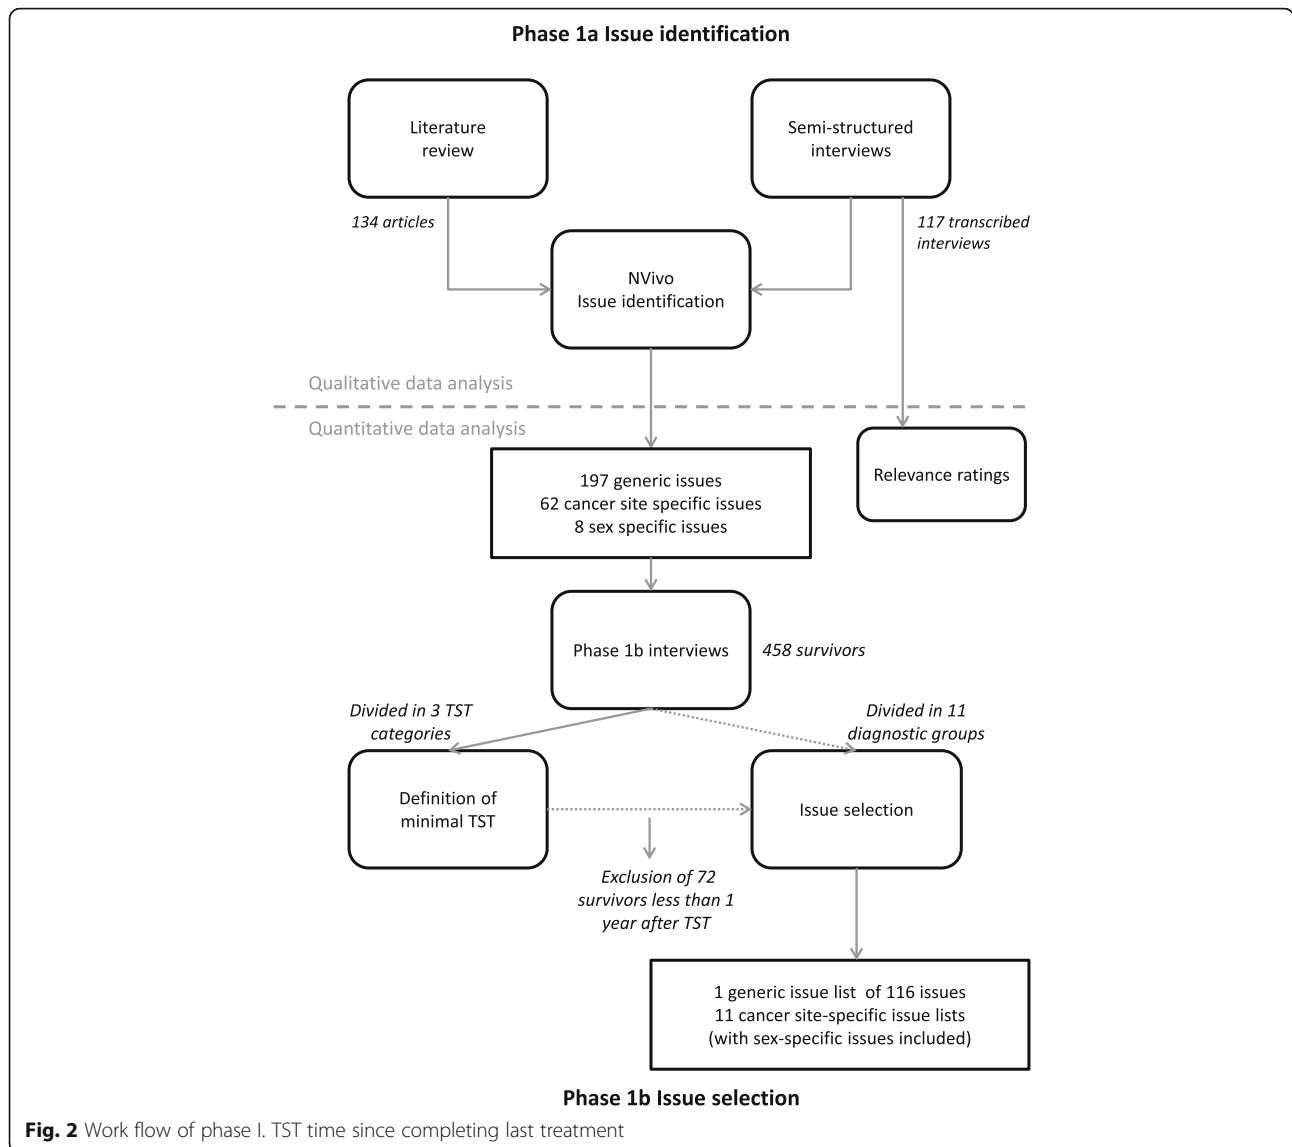 Phase 1a Issue identification
Literature
review
Semi-structured
interviews
134 articles
117 transcribed
interviews
NVivo
Issue identification
Qualitative data analysis
Quantitative data analysis
Relevance ratings
197 generic issues
62 cancer site specific issues
8 sex specific issues
Phase 1b interviews
458 survivors
Divided in 3 TST
categories
Divided in 11
diagnostic groups
Definition of
minimal TST
Issue selection
Exclusion of 72
survivors less than 1
year after TST
1 generic issue list of 116 issues
11 cancer site-specific issue lists
(with sex-specific issues included)
Phase 1b Issue selection
Fig. 2 Work flow of phase I. TST time since completing last treatment